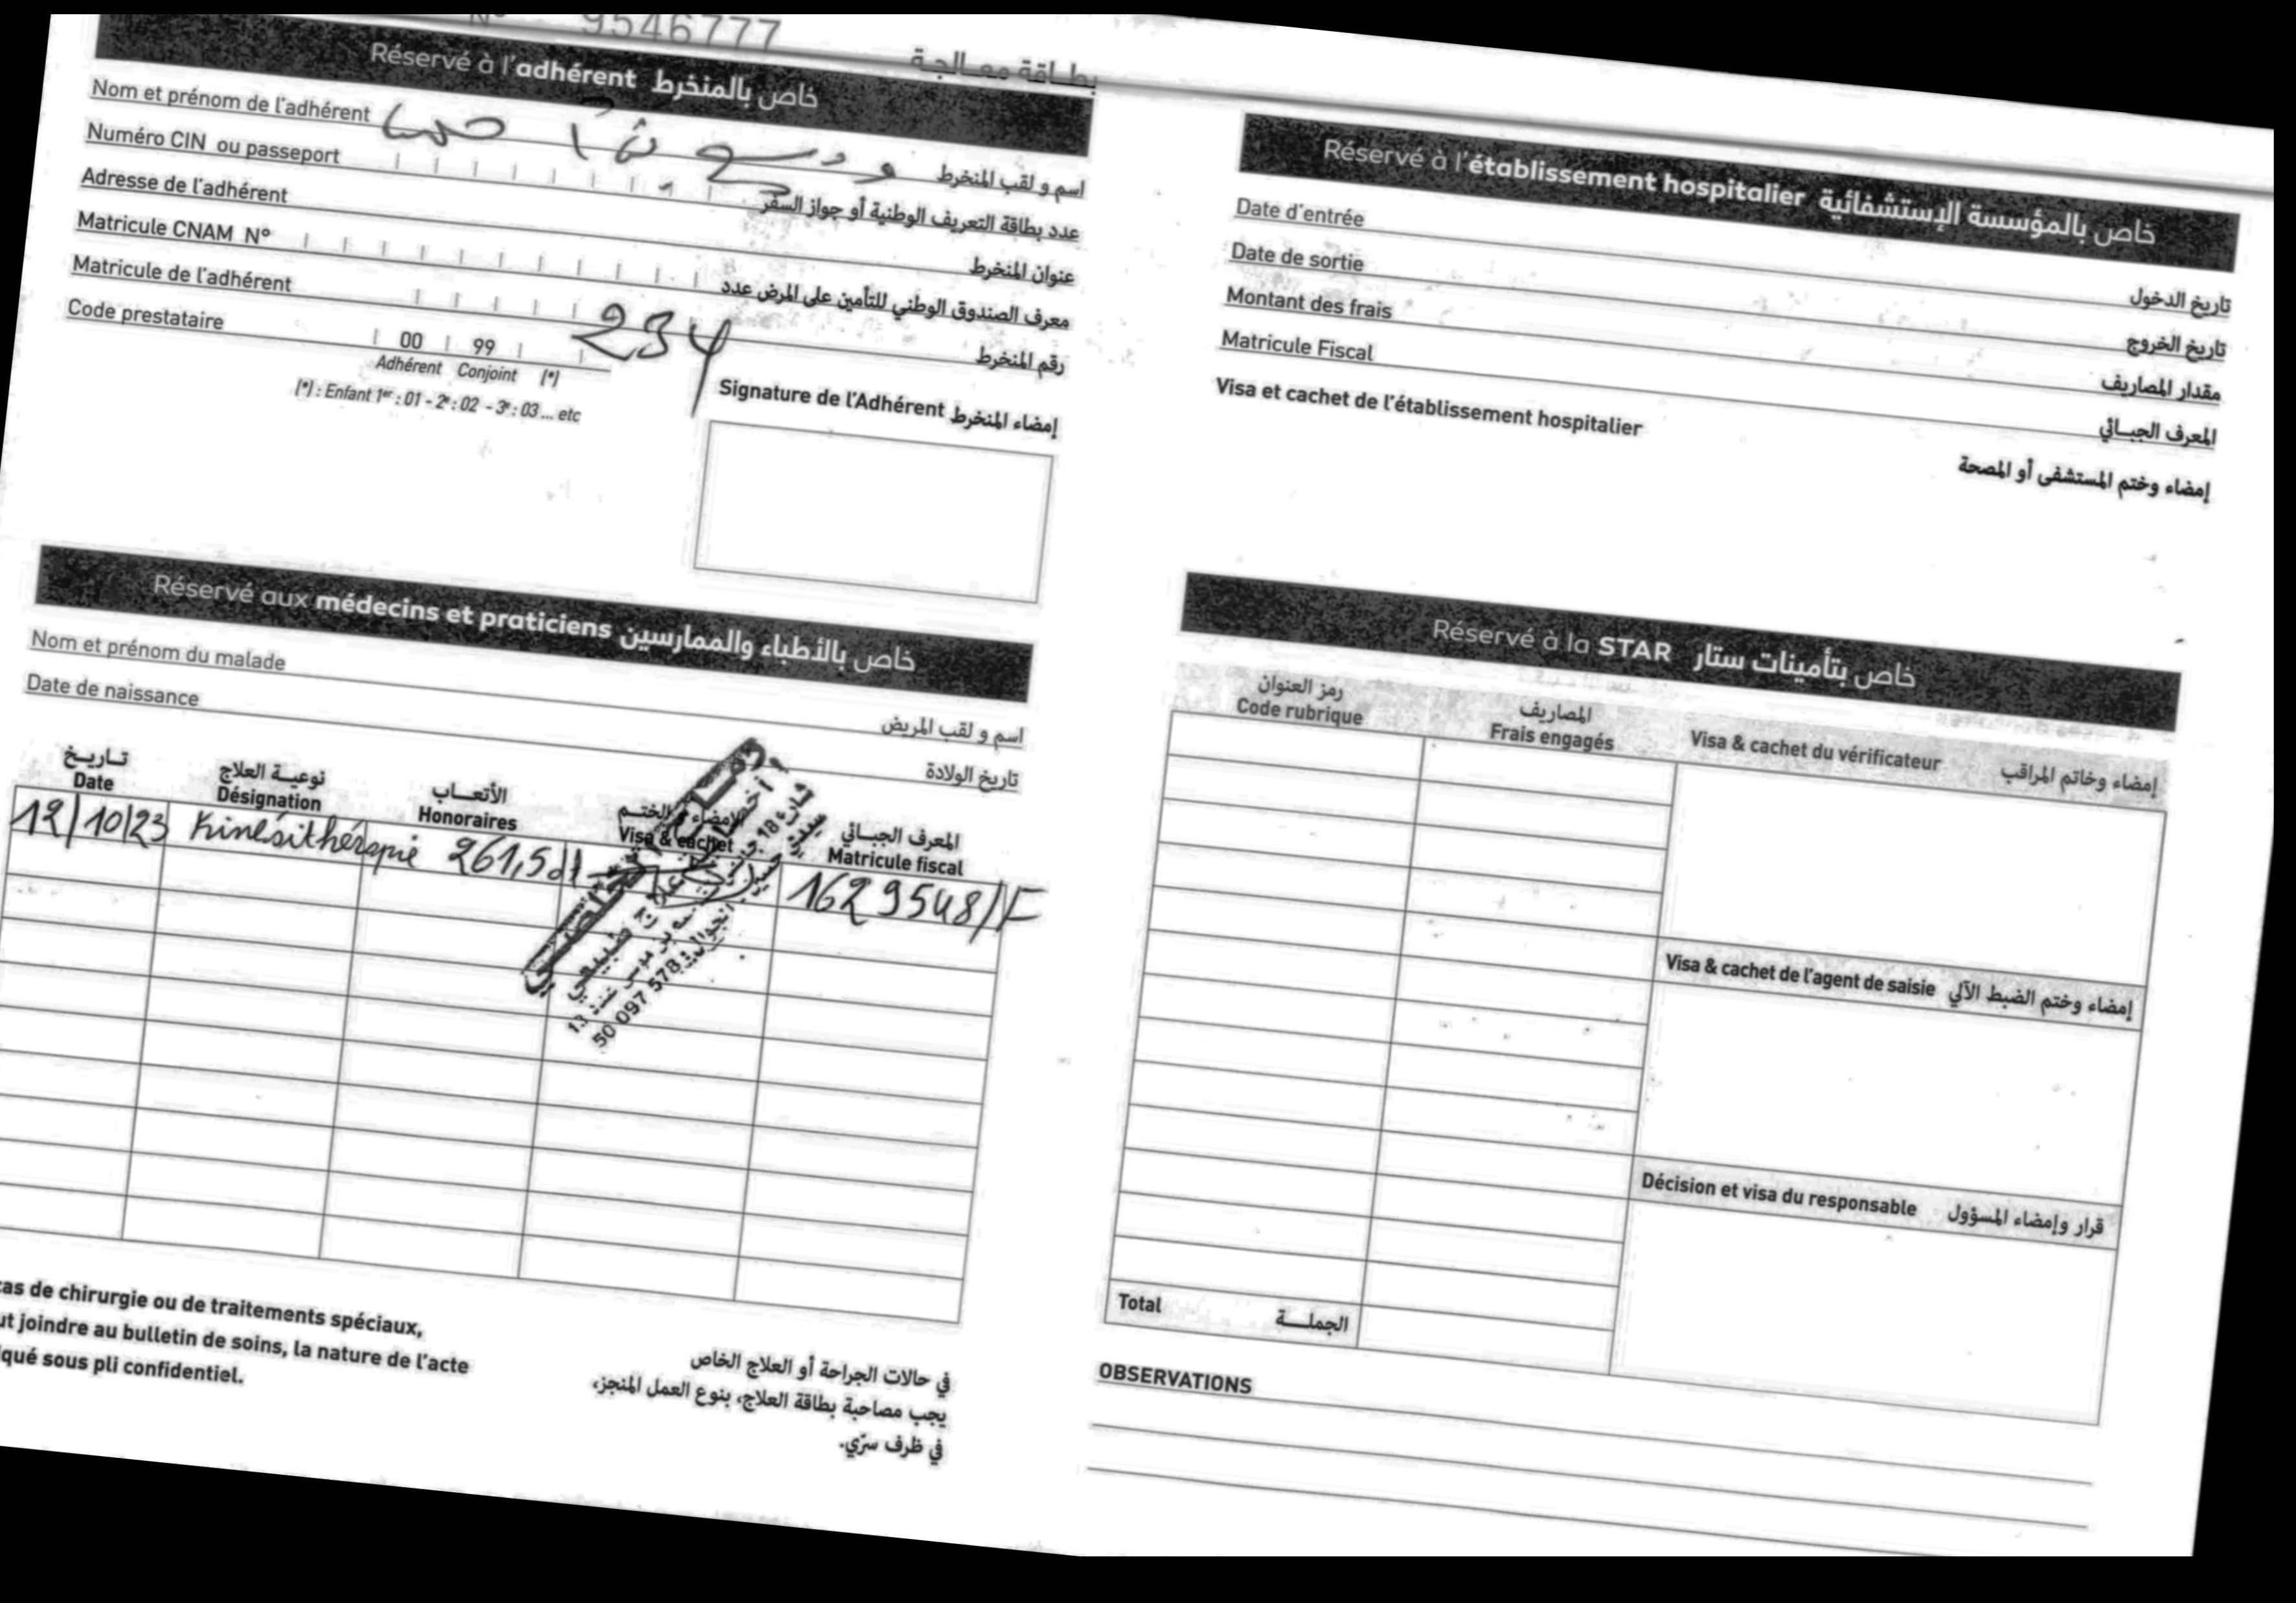 N° 9546777
بطاقة معالجة
Réservé à l'adhérent خاص بالمنخرط
Nom et prénom de l'adhérent اسم و لقب المنخرط
Numéro CIN ou passeport عدد بطاقة التعريف الوطنية أو جواز السفر
Adresse de l'adhérent عنوان المنخرط
Matricule CNAM N° معرف الصندوق الوطني للتأمين على المرض عدد
Matricule de l'adhérent 234 رقم المنخرط
Code prestataire 00 99
Adhérent Conjoint (*)
(*) : Enfant 1er : 01 - 2e : 02 - 3e : 03 ... etc
Signature de l'Adhérent إمضاء المنخرط
Réservé aux médecins et praticiens خاص بالأطباء والممارسين
Nom et prénom du malade اسم و لقب المريض
Date de naissance تاريخ الولادة
تاريخ نوعية العلاج الأتعاب الإمضاء و الختم المعرف الجبائي
Date Désignation Honoraires Visa & cachet Matricule fiscal
12/10/23 Kinésithérapie 261,5dt 1629548/F
50 097 578
cas de chirurgie ou de traitements spéciaux,
ut joindre au bulletin de soins, la nature de l'acte
iqué sous pli confidentiel.
في حالات الجراحة أو العلاج الخاص
يجب مصاحبة بطاقة العلاج، بنوع العمل المنجز،
في ظرف سرّي.
Réservé à l'établissement hospitalier خاص بالمؤسسة الإستشفائية
Date d'entrée تاريخ الدخول
Date de sortie تاريخ الخروج
Montant des frais مقدار المصاريف
Matricule Fiscal المعرف الجبائي
Visa et cachet de l'établissement hospitalier إمضاء وختم المستشفى أو المصحة
Réservé à la STAR خاص بتأمينات ستار
رمز العنوان المصاريف
Code rubrique Frais engagés Visa & cachet du vérificateur إمضاء وخاتم المراقب
Visa & cachet de l'agent de saisie إمضاء وختم الضبط الآلي
Décision et visa du responsable قرار وإمضاء المسؤول
Total الجملة
OBSERVATIONS